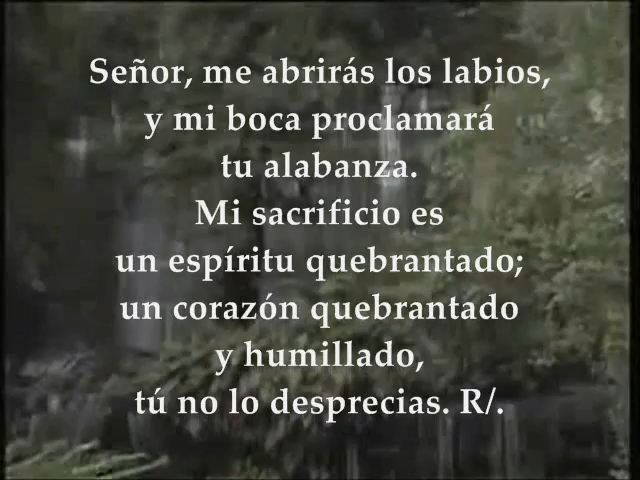 Señor, me abrirás los labios,
y mi boca proclamará
tu alabanza.
Mi sacrificio es
un espíritu quebrantado;
un corazón quebrantado
y humillado,
tú no lo desprecias. R/.